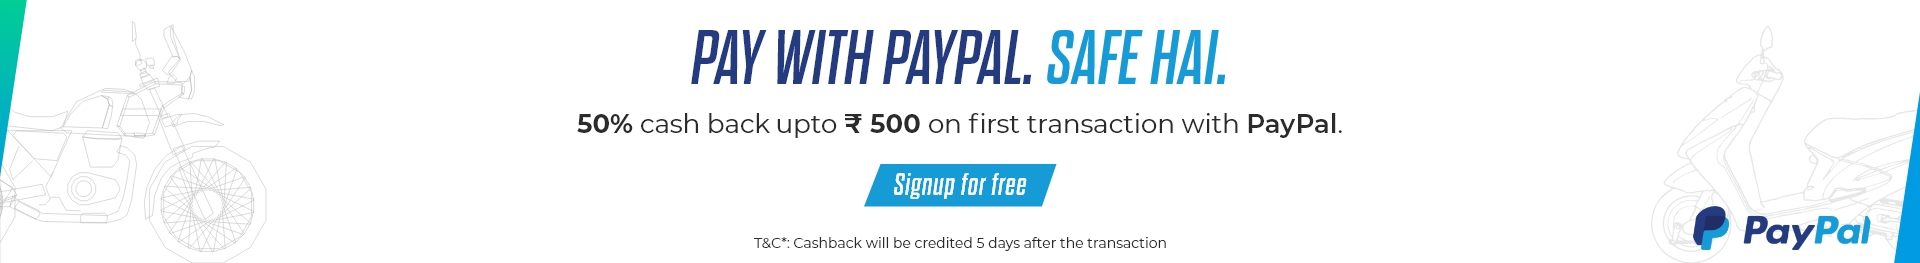 PAY WITH PAYPAL. SAFE HAI.
50% cash back upto ₹ 500 on first transaction with PayPal.
Signup for free
T&C*: Cashback will be credited 5 days after the transaction
PayPal